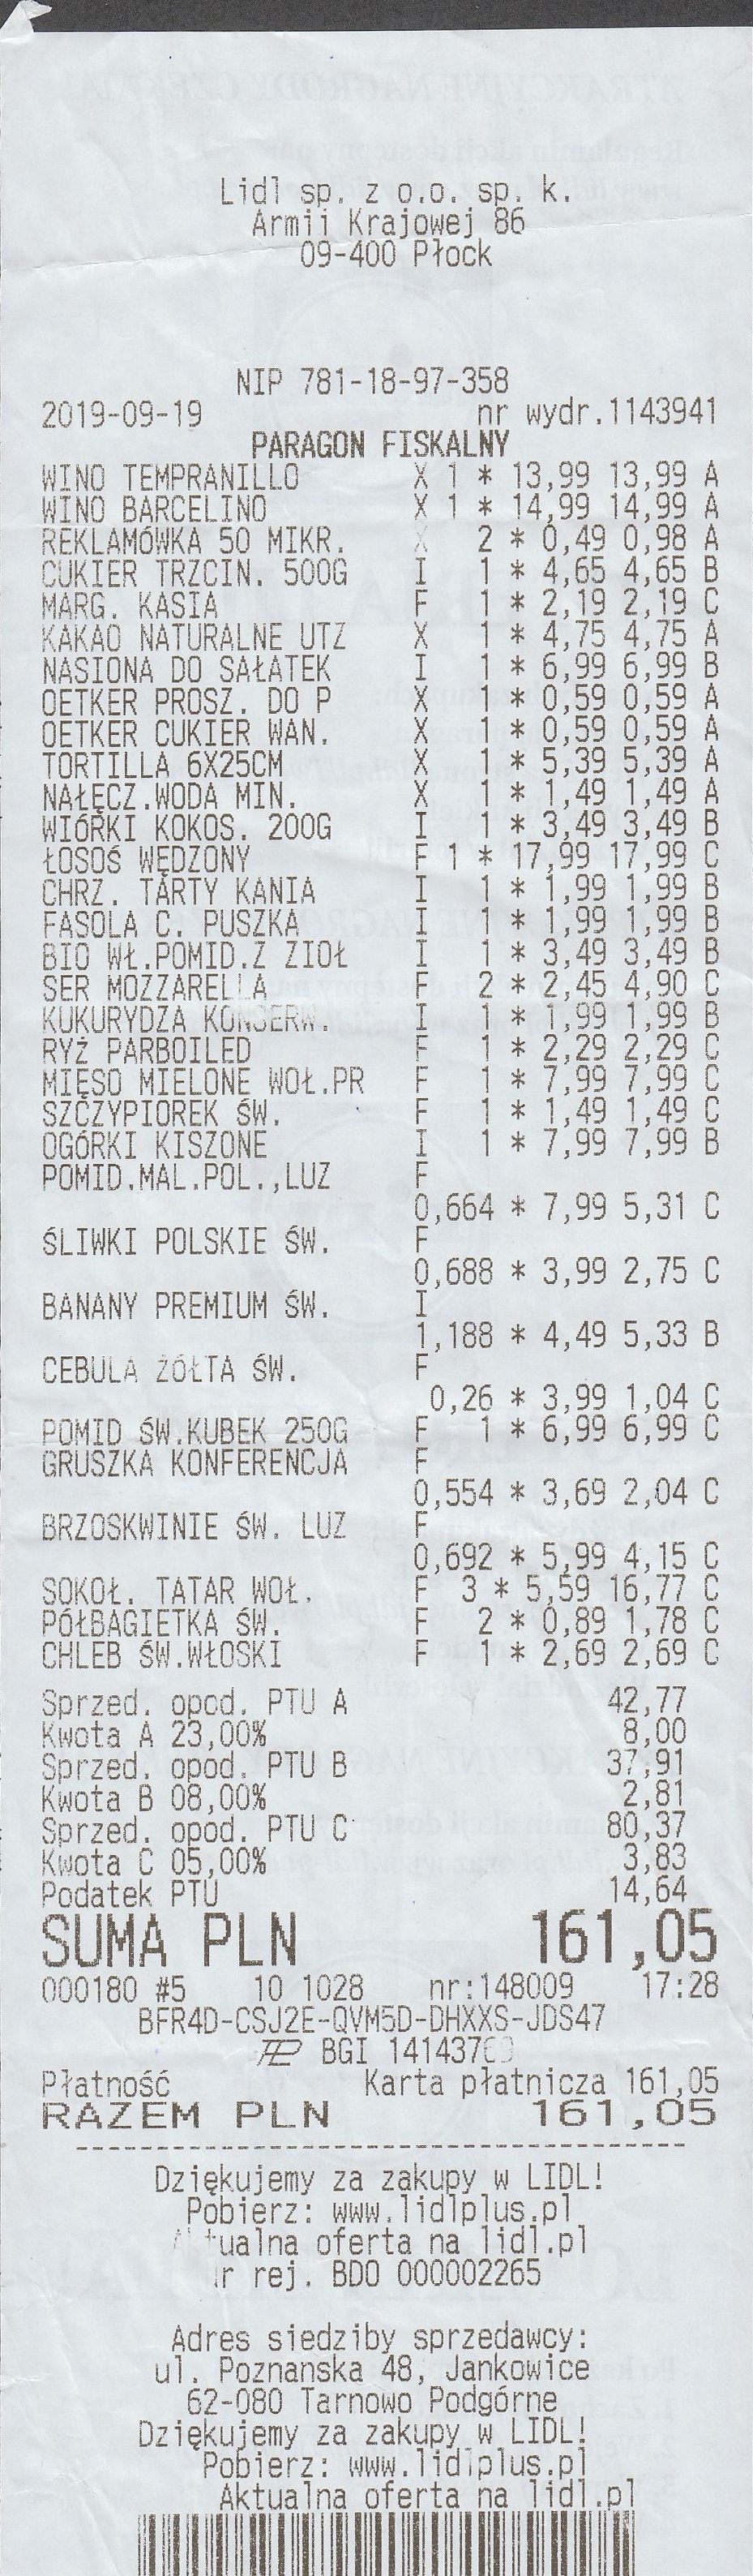 Lidl sp. z o.o. sp. k.
Armii Krajowej 86
09-400 Płock
NIP 781-18-97-358
2019-09-19 nr wydr.1143941
PARAGON FISKALNY
WINO TEMPRANILLO X 1 * 13,99 13,99 A
WINO BARCELINO X 1 * 14,99 14,99 A
REKLAMÓWKA 50 MIKR. X 2 * 0,49 0,98 A
CUKIER TRZCIN. 500G I 1 * 4,65 4,65 B
MARG. KASIA F 1 * 2,19 2,19 C
KAKAO NATURALNE UTZ X 1 * 4,75 4,75 A
NASIONA DO SAŁATEK I 1 * 6,99 6,99 B
OETKER PROSZ. DO P X 1 * 0,59 0,59 A
OETKER CUKIER WAN. X 1 * 0,59 0,59 A
TORTILLA 6X25CM X 1 * 5,39 5,39 A
NAŁĘCZ.WODA MIN. X 1 * 1,49 1,49 A
WIÓRKI KOKOS. 200G I 1 * 3,49 3,49 B
ŁOSOŚ WĘDZONY F 1 * 17,99 17,99 C
CHRZ. TARTY KANIA I 1 * 1,99 1,99 B
FASOLA C. PUSZKA I 1 * 1,99 1,99 B
BIO WŁ.POMID.Z ZIOŁ I 1 * 3,49 3,49 B
SER MOZZARELLA F 2 * 2,45 4,90 C
KUKURYDZA KONSERW. I 1 * 1,99 1,99 B
RYŻ PARBOILED F 1 * 2,29 2,29 C
MIĘSO MIELONE WOŁ.PR F 1 * 7,99 7,99 C
SZCZYPIOREK ŚW. F 1 * 1,49 1,49 C
OGÓRKI KISZONE I 1 * 7,99 7,99 B
POMID.MAL.POL.,LUZ F
0,664 * 7,99 5,31 C
ŚLIWKI POLSKIE ŚW. F
0,688 * 3,99 2,75 C
BANANY PREMIUM ŚW. I
1,188 * 4,49 5,33 B
CEBULA ŻÓŁTA ŚW. F
0,26 * 3,99 1,04 C
POMID ŚW.KUBEK 250G F 1 * 6,99 6,99 C
GRUSZKA KONFERENCJA F
0,554 * 3,69 2,04 C
BRZOSKWINIE ŚW. LUZ F
0,692 * 5,99 4,15 C
SOKOŁ. TATAR WOŁ. F 3 * 5,59 16,77 C
PÓŁBAGIETKA ŚW. F 2 * 0,89 1,78 C
CHLEB ŚW.WŁOSKI F 1 * 2,69 2,69 C
Sprzed. opod. PTU A 42,77
Kwota A 23,00% 8,00
Sprzed. opod. PTU B 37,91
Kwota B 08,00% 2,81
Sprzed. opod. PTU C 80,37
Kwota C 05,00% 3,83
Podatek PTU 14,64
SUMA PLN 161,05
000180 #5 10 1028 nr:148009 17:28
BFR4D-CSJ2E-QVM5D-DHXXS-JDS47
BGI
Płatność Karta płatnicza 161,05
RAZEM PLN 161,05
Dziękujemy za zakupy w LIDL!
Pobierz: www.lidlplus.pl
Aktualna oferta na lidl.pl
nr rej. BDO 000002265
Adres siedziby sprzedawcy:
ul. Poznanska 48, Jankowice
62-080 Tarnowo Podgórne
Dziękujemy za zakupy w LIDL!
Pobierz: www.lidlplus.pl
Aktualna oferta na lidl.pl